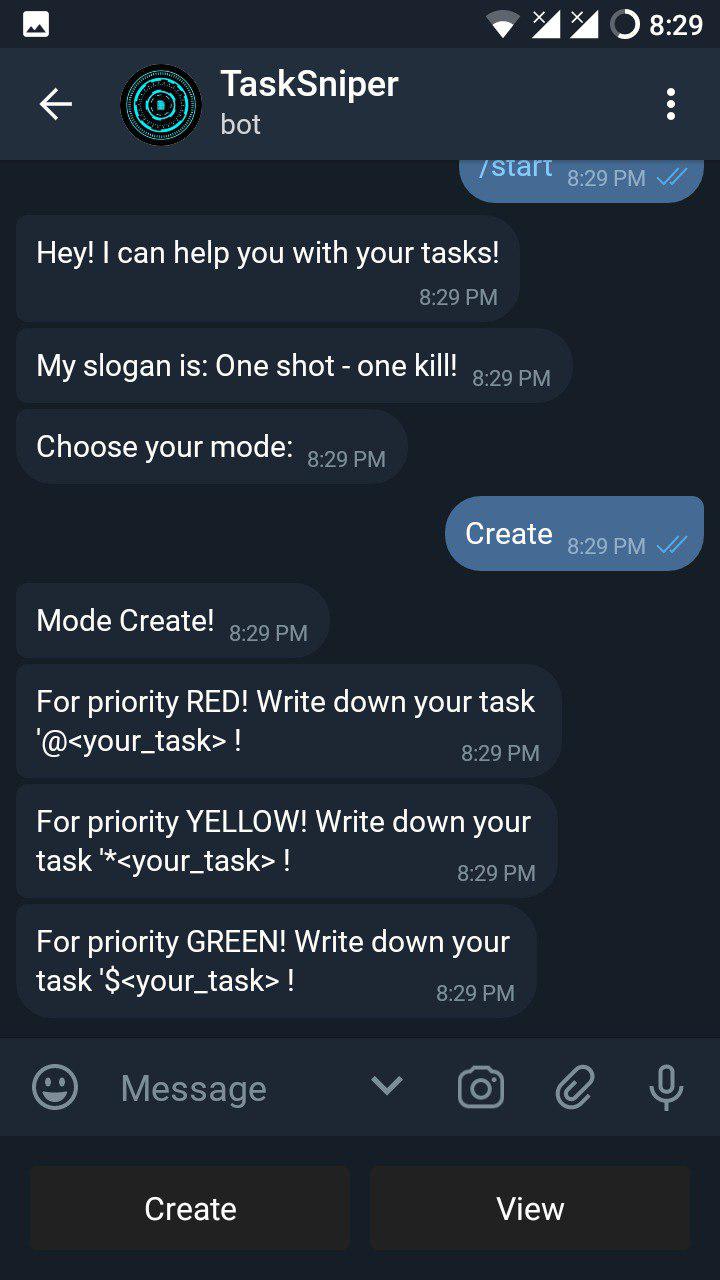 8:29
TaskSniper
bot
/start 8:29 PM
Hey! I can help you with your tasks!
8:29 PM
My slogan is: One shot - one kill! 8:29 PM
Choose your mode: 8:29 PM
Create 8:29 PM
Mode Create! 8:29 PM
For priority RED! Write down your task
'@<your_task> ! 8:29 PM
For priority YELLOW! Write down your
task '*<your_task> ! 8:29 PM
For priority GREEN! Write down your
task '$<your_task> ! 8:29 PM
Message
Create View